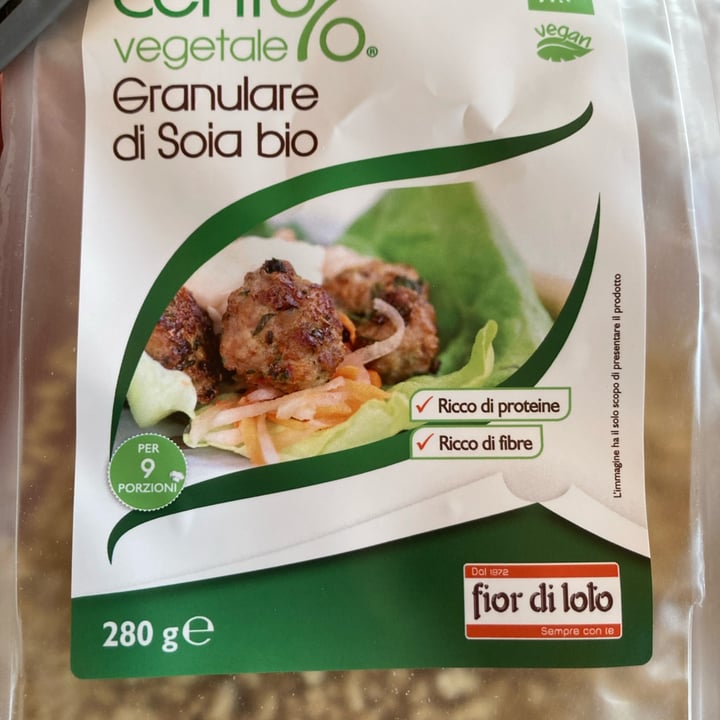 vegetale
®
vegan
Granulare
di Soia bio
L'immagine ha il solo scopo di presentare il prodotto
✓ Ricco di proteine
✓ Ricco di fibre
PER
9
PORZIONI
Dal 1972
fior di loto
Sempre con te
280 g℮